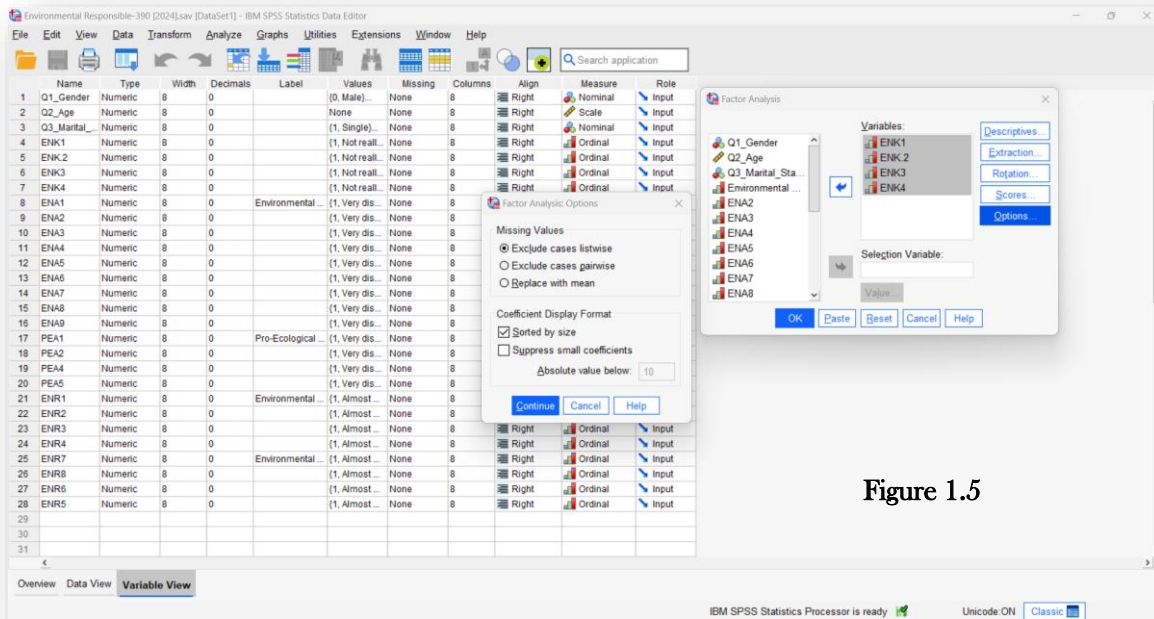 Environmental Responsible-390 [2024].sav [DataSet1] - IBM SPSS Statistics Data Editor
File Edit View Data Transform Analyze Graphs Utilities Extensions Window Help
Search application
Name Type Width Decimals Label Values Missing Columns Align Measure Role
1 Q1_Gender Numeric 8 0 {0, Male}... None 8 Right Nominal Input
2 Q2_Age Numeric 8 0 None None 8 Right Scale Input
3 Q3_Marital_... Numeric 8 0 {1, Single}... None 8 Right Nominal Input
4 ENK1 Numeric 8 0 {1, Not reall... None 8 Right Ordinal Input
5 ENK.2 Numeric 8 0 {1, Not reall... None 8 Right Ordinal Input
6 ENK3 Numeric 8 0 {1, Not reall... None 8 Right Ordinal Input
7 ENK4 Numeric 8 0 {1, Not reall... None 8 Right Ordinal Input
8 ENA1 Numeric 8 0 Environmental ... {1, Very dis... None
9 ENA2 Numeric 8 0 {1, Very dis... None
10 ENA3 Numeric 8 0 {1, Very dis... None
11 ENA4 Numeric 8 0 {1, Very dis... None
12 ENA5 Numeric 8 0 {1, Very dis... None
13 ENA6 Numeric 8 0 {1, Very dis... None
14 ENA7 Numeric 8 0 {1, Very dis... None
15 ENA8 Numeric 8 0 {1, Very dis... None
16 ENA9 Numeric 8 0 {1, Very dis... None
17 PEA1 Numeric 8 0 Pro-Ecological ... {1, Very dis... None
18 PEA2 Numeric 8 0 {1, Very dis... None
19 PEA4 Numeric 8 0 {1, Very dis... None
20 PEA5 Numeric 8 0 {1, Very dis... None
21 ENR1 Numeric 8 0 Environmental ... {1, Almost ... None
22 ENR2 Numeric 8 0 {1, Almost ... None
23 ENR3 Numeric 8 0 {1, Almost ... None 8 Right Ordinal Input
24 ENR4 Numeric 8 0 {1, Almost ... None 8 Right Ordinal Input
25 ENR7 Numeric 8 0 Environmental ... {1, Almost ... None 8 Right Ordinal Input
26 ENR8 Numeric 8 0 {1, Almost ... None 8 Right Ordinal Input
27 ENR6 Numeric 8 0 {1, Almost ... None 8 Right Ordinal Input
28 ENR5 Numeric 8 0 {1, Almost ... None 8 Right Ordinal Input
29
30
31
Factor Analysis: Options
Missing Values
Exclude cases listwise
Exclude cases pairwise
Replace with mean
Coefficient Display Format
Sorted by size
Suppress small coefficients
Absolute value below: .10
Continue Cancel Help
Factor Analysis
Q1_Gender
Q2_Age
Q3_Marital_Sta...
Environmental ...
ENA2
ENA3
ENA4
ENA5
ENA6
ENA7
ENA8
Variables:
ENK1
ENK.2
ENK3
ENK4
Selection Variable:
Value...
Descriptives...
Extraction...
Rotation...
Scores...
Options...
OK Paste Reset Cancel Help
Figure 1.5
Overview Data View Variable View
IBM SPSS Statistics Processor is ready Unicode:ON Classic